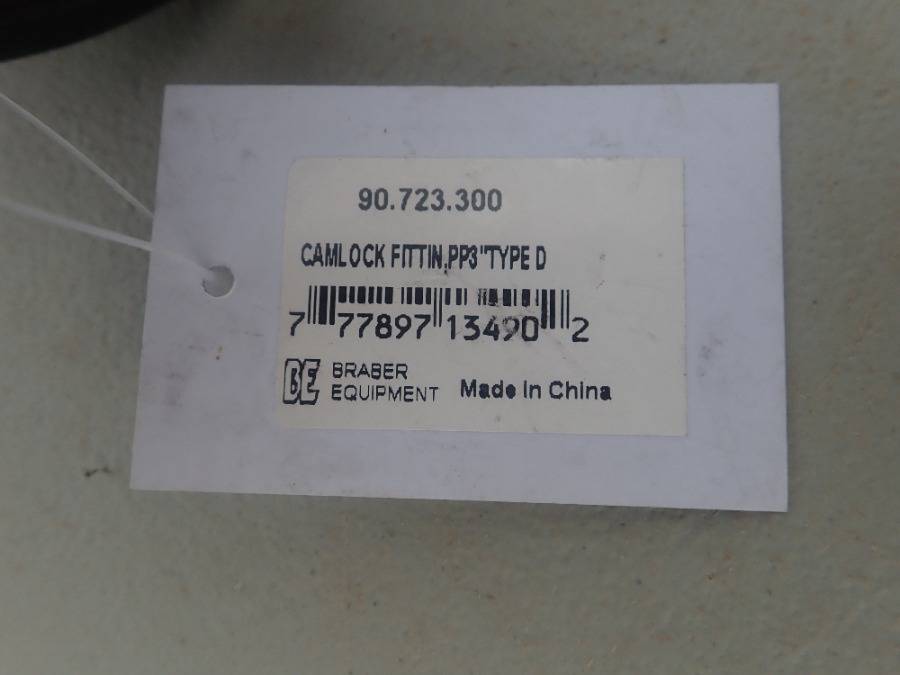 90.723.300
CAMLOCK FITTIN.PP3"TYPE D
7 77897 13490 2
BE BRABER
EQUIPMENT Made in China